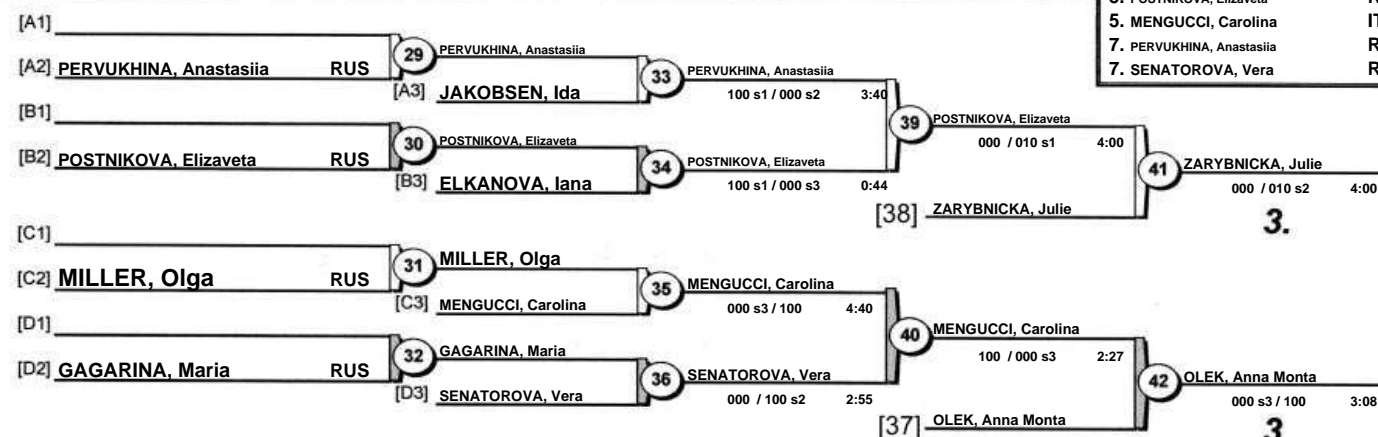 5. MENGUCCI, Carolina
7. PERVUKHINA, Anastasiia
7. SENATOROVA, Vera
[A1]
[A2] PERVUKHINA, Anastasiia RUS
29
PERVUKHINA, Anastasiia
[A3] JAKOBSEN, Ida
33
PERVUKHINA, Anastasiia
100 s1 / 000 s2 3:40
[B1]
[B2] POSTNIKOVA, Elizaveta RUS
30
POSTNIKOVA, Elizaveta
[B3] ELKANOVA, Iana
34
POSTNIKOVA, Elizaveta
100 s1 / 000 s3 0:44
39
POSTNIKOVA, Elizaveta
000 / 010 s1 4:00
[38] ZARYBNICKA, Julie
41
ZARYBNICKA, Julie
000 / 010 s2 4:00
3.
[C1]
[C2] MILLER, Olga RUS
31
MILLER, Olga
[C3] MENGUCCI, Carolina
35
MENGUCCI, Carolina
000 s3 / 100 4:40
[D1]
[D2] GAGARINA, Maria RUS
32
GAGARINA, Maria
[D3] SENATOROVA, Vera
36
SENATOROVA, Vera
000 / 100 s2 2:55
40
MENGUCCI, Carolina
100 / 000 s3 2:27
[37] OLEK, Anna Monta
42
OLEK, Anna Monta
000 s3 / 100 3:08
3